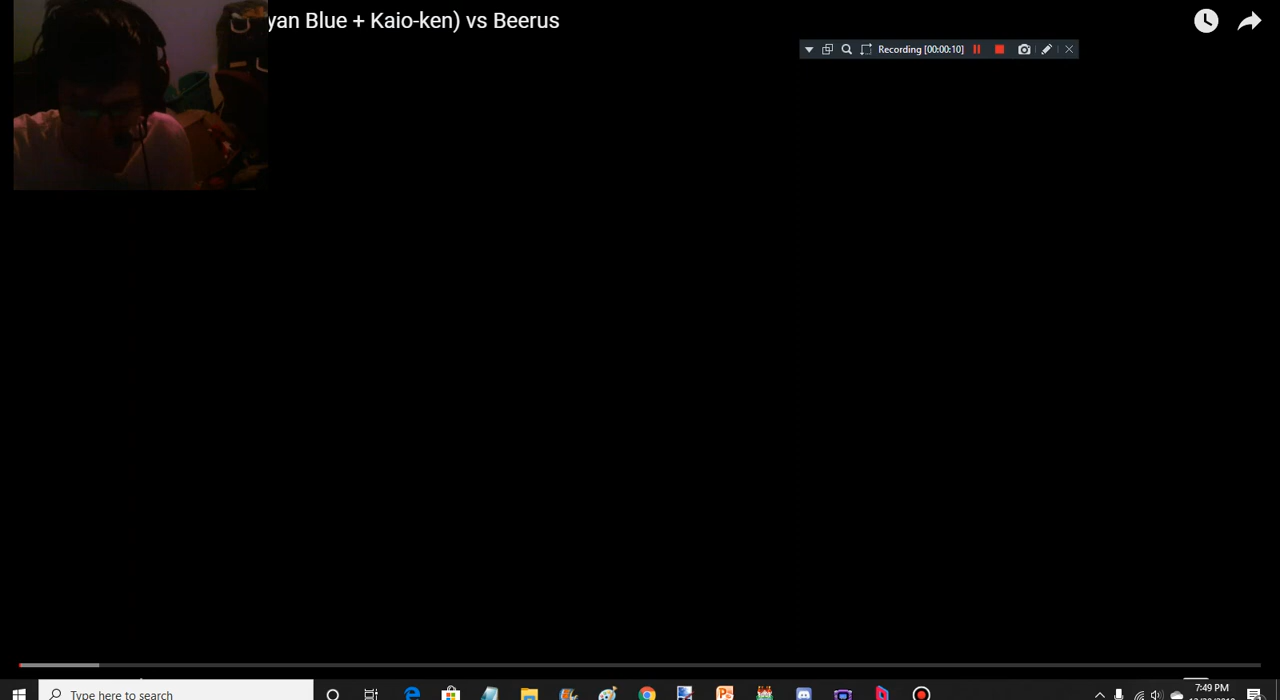 yan Blue + Kaio-ken) vs Beerus
Recording [00:00:10]
Type here to search
7:49 PM